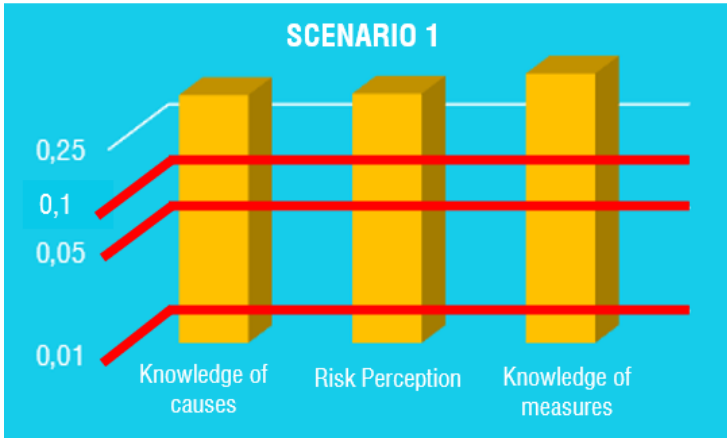 SCENARIO 1
0,25
0,1
0,05
0,01
Knowledge of
causes
Risk Perception
Knowledge of
measures